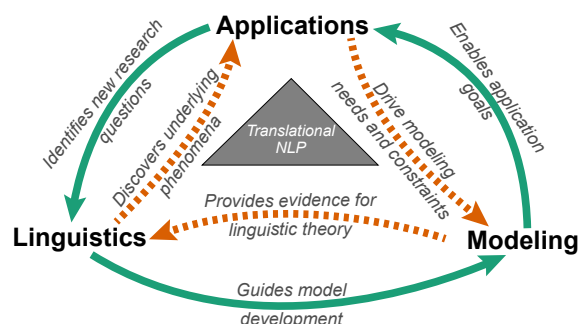 Applications
Identifies new research
questions
Discovers underlying
phenomena
Translational
NLP
Drive modeling
needs and constraints
Enables application
goals
Provides evidence for
linguistic theory
Linguistics
Modeling
Guides model
development